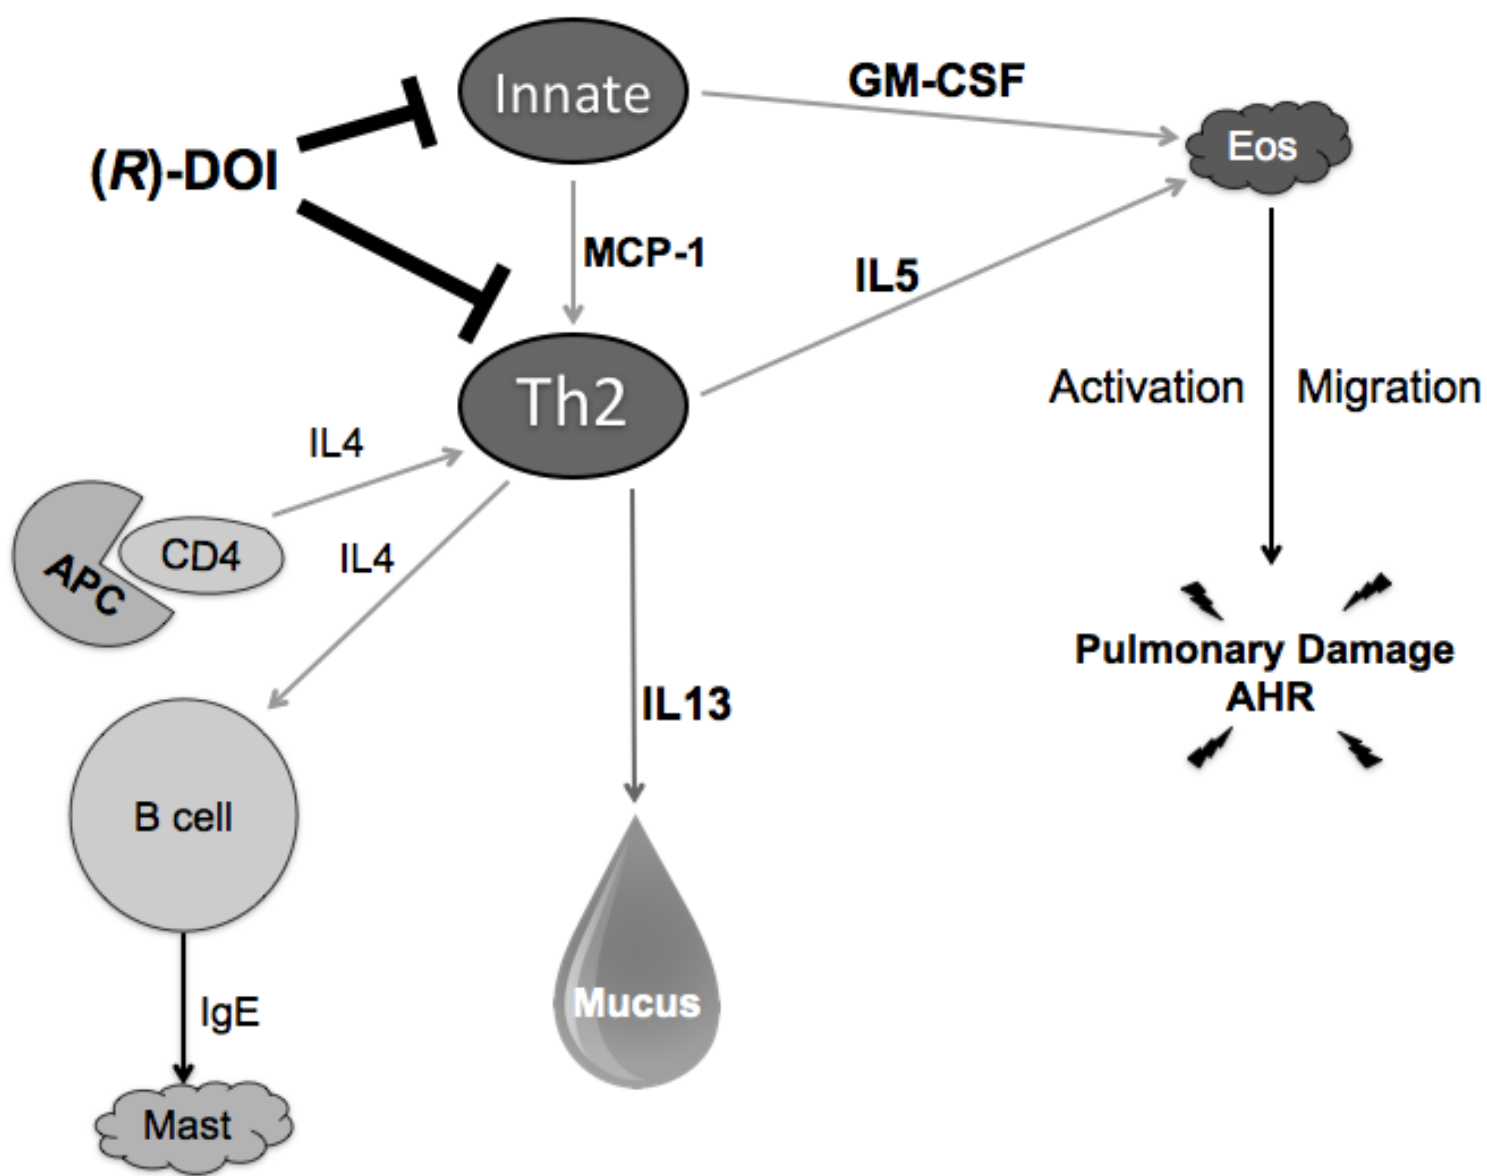 Innate
GM-CSF
Eos
(R)-DOI
MCP-1
IL5
Th2
Activation
Migration
IL4
APC
CD4
IL4
Pulmonary Damage
AHR
IL13
B cell
IgE
Mucus
Mast